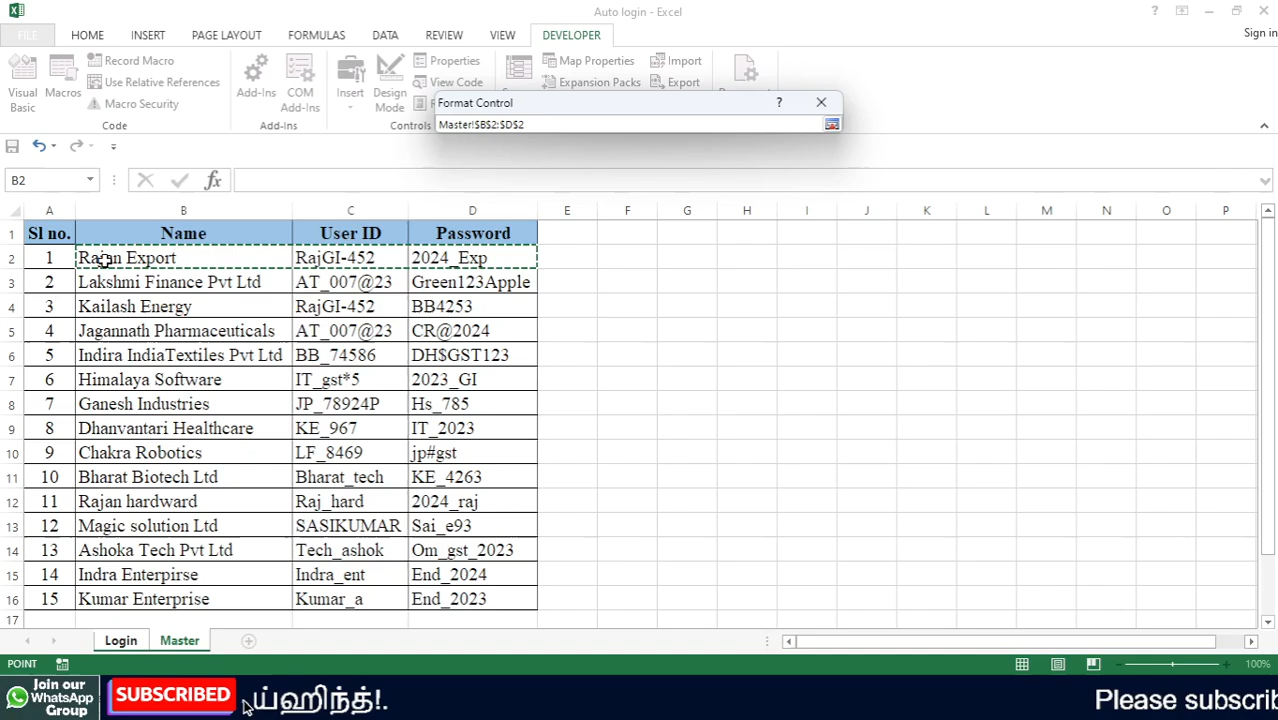 Auto login - Excel
FILE HOME INSERT PAGE LAYOUT FORMULAS DATA REVIEW VIEW DEVELOPER Sign in
Visual Basic
Macros
Record Macro
Use Relative References
Macro Security
Code
Add-Ins
COM Add-Ins
Add-Ins
Insert
Design Mode
Properties
View Code
Controls
Map Properties
Expansion Packs
Import
Export
Format Control
Master!$B$2:$D$2
B2
A B C D E F G H I J K L M N O P
1 Sl no. Name User ID Password
2 1 Rajan Export RajGI-452 2024_Exp
3 2 Lakshmi Finance Pvt Ltd AT_007@23 Green123Apple
4 3 Kailash Energy RajGI-452 BB4253
5 4 Jagannath Pharmaceuticals AT_007@23 CR@2024
6 5 Indira IndiaTextiles Pvt Ltd BB_74586 DH$GST123
7 6 Himalaya Software IT_gst*5 2023_GI
8 7 Ganesh Industries JP_78924P Hs_785
9 8 Dhanvantari Healthcare KE_967 IT_2023
10 9 Chakra Robotics LF_8469 jp#gst
11 10 Bharat Biotech Ltd Bharat_tech KE_4263
12 11 Rajan hardward Raj_hard 2024_raj
13 12 Magic solution Ltd SASIKUMAR Sai_e93
14 13 Ashoka Tech Pvt Ltd Tech_ashok Om_gst_2023
15 14 Indra Enterpirse Indra_ent End_2024
16 15 Kumar Enterprise Kumar_a End_2023
17
Login Master
POINT 100%
Join our WhatsApp Group
SUBSCRIBED
ய்ஹிந்த்!.
Please subscrib